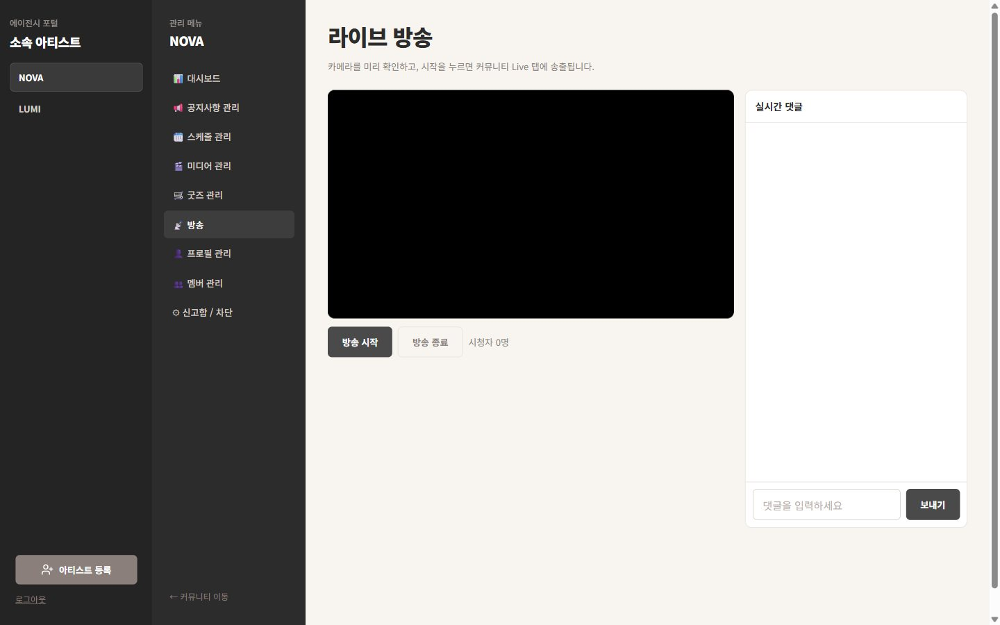 에이전시 포털
소속 아티스트
NOVA
LUMI
아티스트 등록
로그아웃
관리 메뉴
NOVA
대시보드
공지사항 관리
스케줄 관리
미디어 관리
굿즈 관리
방송
프로필 관리
멤버 관리
신고함 / 차단
← 커뮤니티 이동
라이브 방송
카메라를 미리 확인하고, 시작을 누르면 커뮤니티 Live 탭에 송출됩니다.
방송 시작
방송 종료
시청자 0명
실시간 댓글
댓글을 입력하세요
보내기